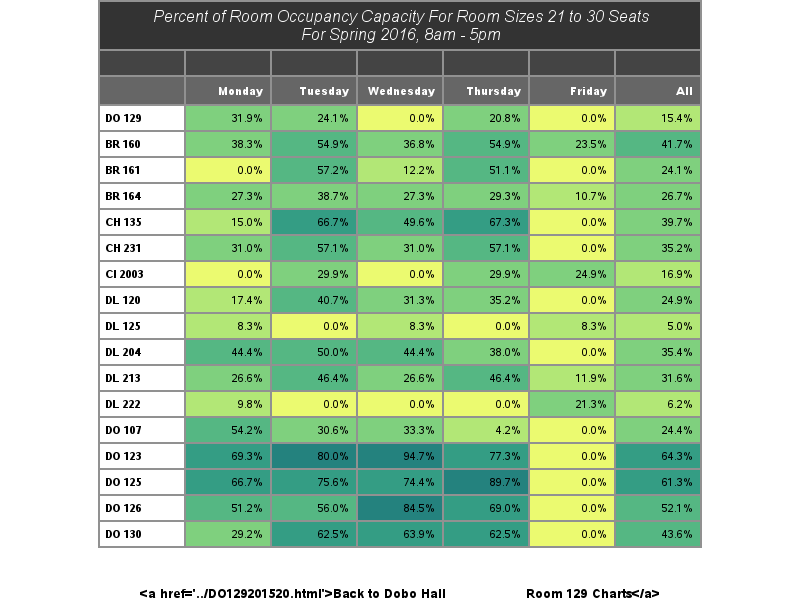 Percent of Room Occupancy Capacity For Room Sizes 21 to 30 Seats
For Spring 2016, 8am - 5pm
Monday Tuesday Wednesday Thursday Friday All
DO 129 31.9% 24.1% 0.0% 20.8% 0.0% 15.4%
BR 160 38.3% 54.9% 36.8% 54.9% 23.5% 41.7%
BR 161 0.0% 57.2% 12.2% 51.1% 0.0% 24.1%
BR 164 27.3% 38.7% 27.3% 29.3% 10.7% 26.7%
CH 135 15.0% 66.7% 49.6% 67.3% 0.0% 39.7%
CH 231 31.0% 57.1% 31.0% 57.1% 0.0% 35.2%
CI 2003 0.0% 29.9% 0.0% 29.9% 24.9% 16.9%
DL 120 17.4% 40.7% 31.3% 35.2% 0.0% 24.9%
DL 125 8.3% 0.0% 8.3% 0.0% 8.3% 5.0%
DL 204 44.4% 50.0% 44.4% 38.0% 0.0% 35.4%
DL 213 26.6% 46.4% 26.6% 46.4% 11.9% 31.6%
DL 222 9.8% 0.0% 0.0% 0.0% 21.3% 6.2%
DO 107 54.2% 30.6% 33.3% 4.2% 0.0% 24.4%
DO 123 69.3% 80.0% 94.7% 77.3% 0.0% 64.3%
DO 125 66.7% 75.6% 74.4% 89.7% 0.0% 61.3%
DO 126 51.2% 56.0% 84.5% 69.0% 0.0% 52.1%
DO 130 29.2% 62.5% 63.9% 62.5% 0.0% 43.6%
<a href='../DO129201520.html'>Back to Dobo Hall Room 129 Charts</a>